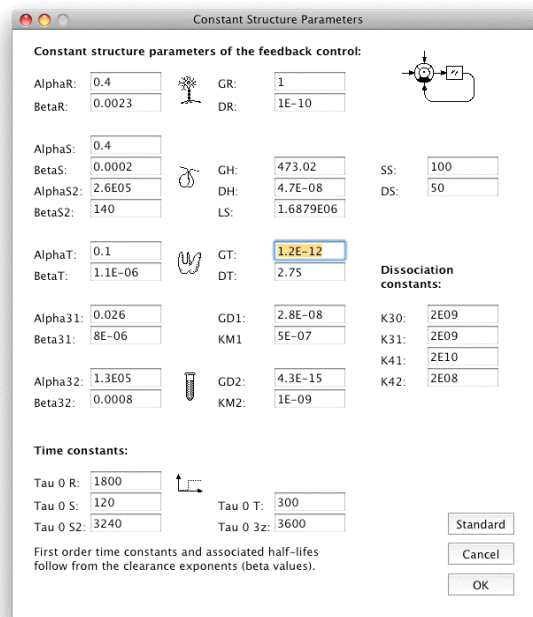 Constant Structure Parameters
Constant structure parameters of the feedback control:
AlphaR: 0.4 GR: 1
BetaR: 0.0023 DR: 1E-10
AlphaS: 0.4
BetaS: 0.0002 GH: 473.02 SS: 100
AlphaS2: 2.6E05 DH: 4.7E-08 DS: 50
BetaS2: 140 LS: 1.6879E06
AlphaT: 0.1 GT: 1.2E-12
BetaT: 1.1E-06 DT: 2.75
Dissociation
constants:
Alpha31: 0.026 GD1: 2.8E-08 K30: 2E09
Beta31: 8E-06 KM1 5E-07 K31: 2E09
K41: 2E10
Alpha32: 1.3E05 GD2: 4.3E-15 K42: 2E08
Beta32: 0.0008 KM2: 1E-09
Time constants:
Tau 0 R: 1800
Tau 0 S: 120 Tau 0 T: 300
Tau 0 S2: 3240 Tau 0 3z: 3600
First order time constants and associated half-lifes
follow from the clearance exponents (beta values).
Standard
Cancel
OK